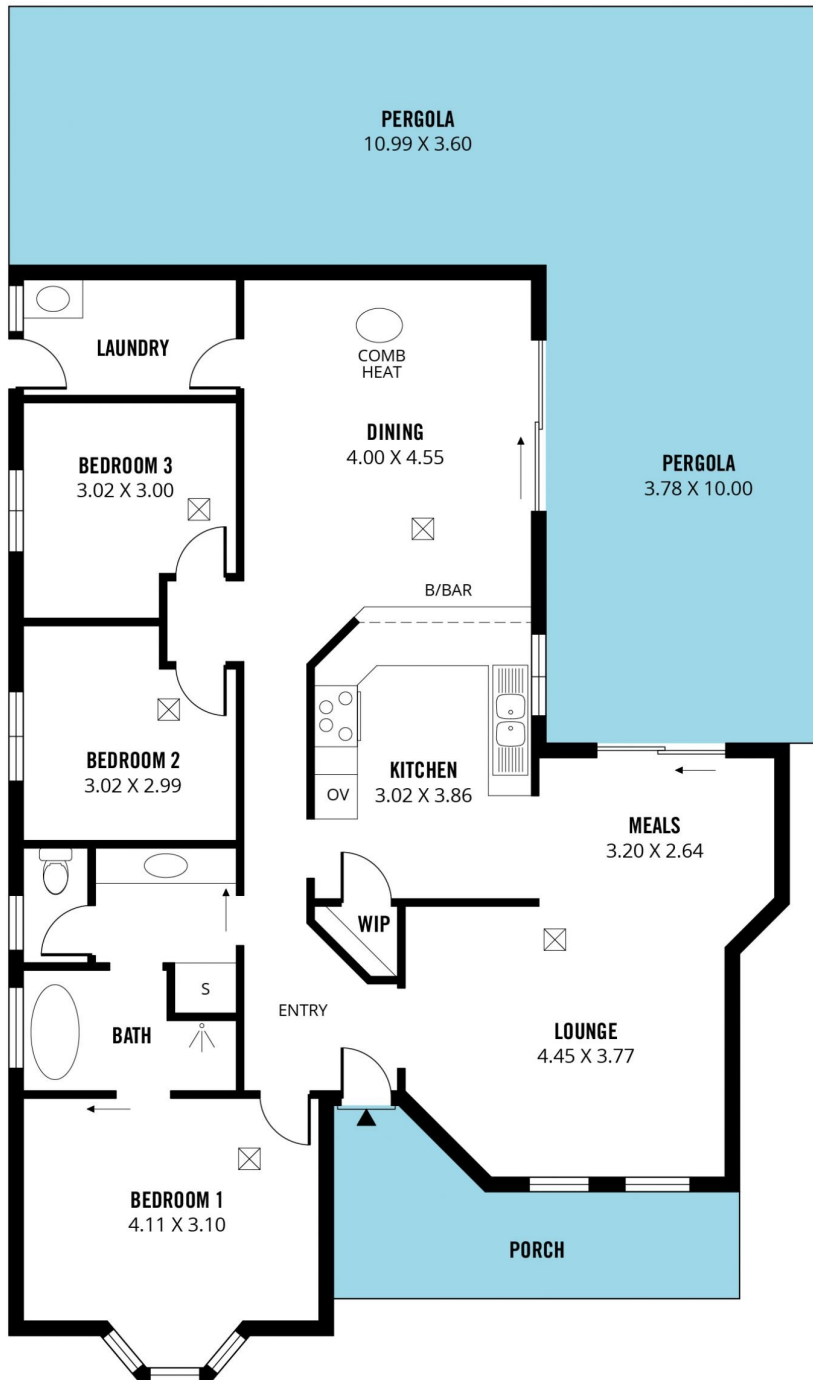 PERGOLA
10.99 X 3.60
LAUNDRY
COMB
HEAT
DINING
4.00 X 4.55
BEDROOM 3
3.02 X 3.00
PERGOLA
3.78 X 10.00
B/BAR
BEDROOM 2
3.02 X 2.99
OV
KITCHEN
3.02 X 3.86
MEALS
3.20 X 2.64
WIP
S
ENTRY
BATH
LOUNGE
4.45 X 3.77
BEDROOM 1
4.11 X 3.10
PORCH